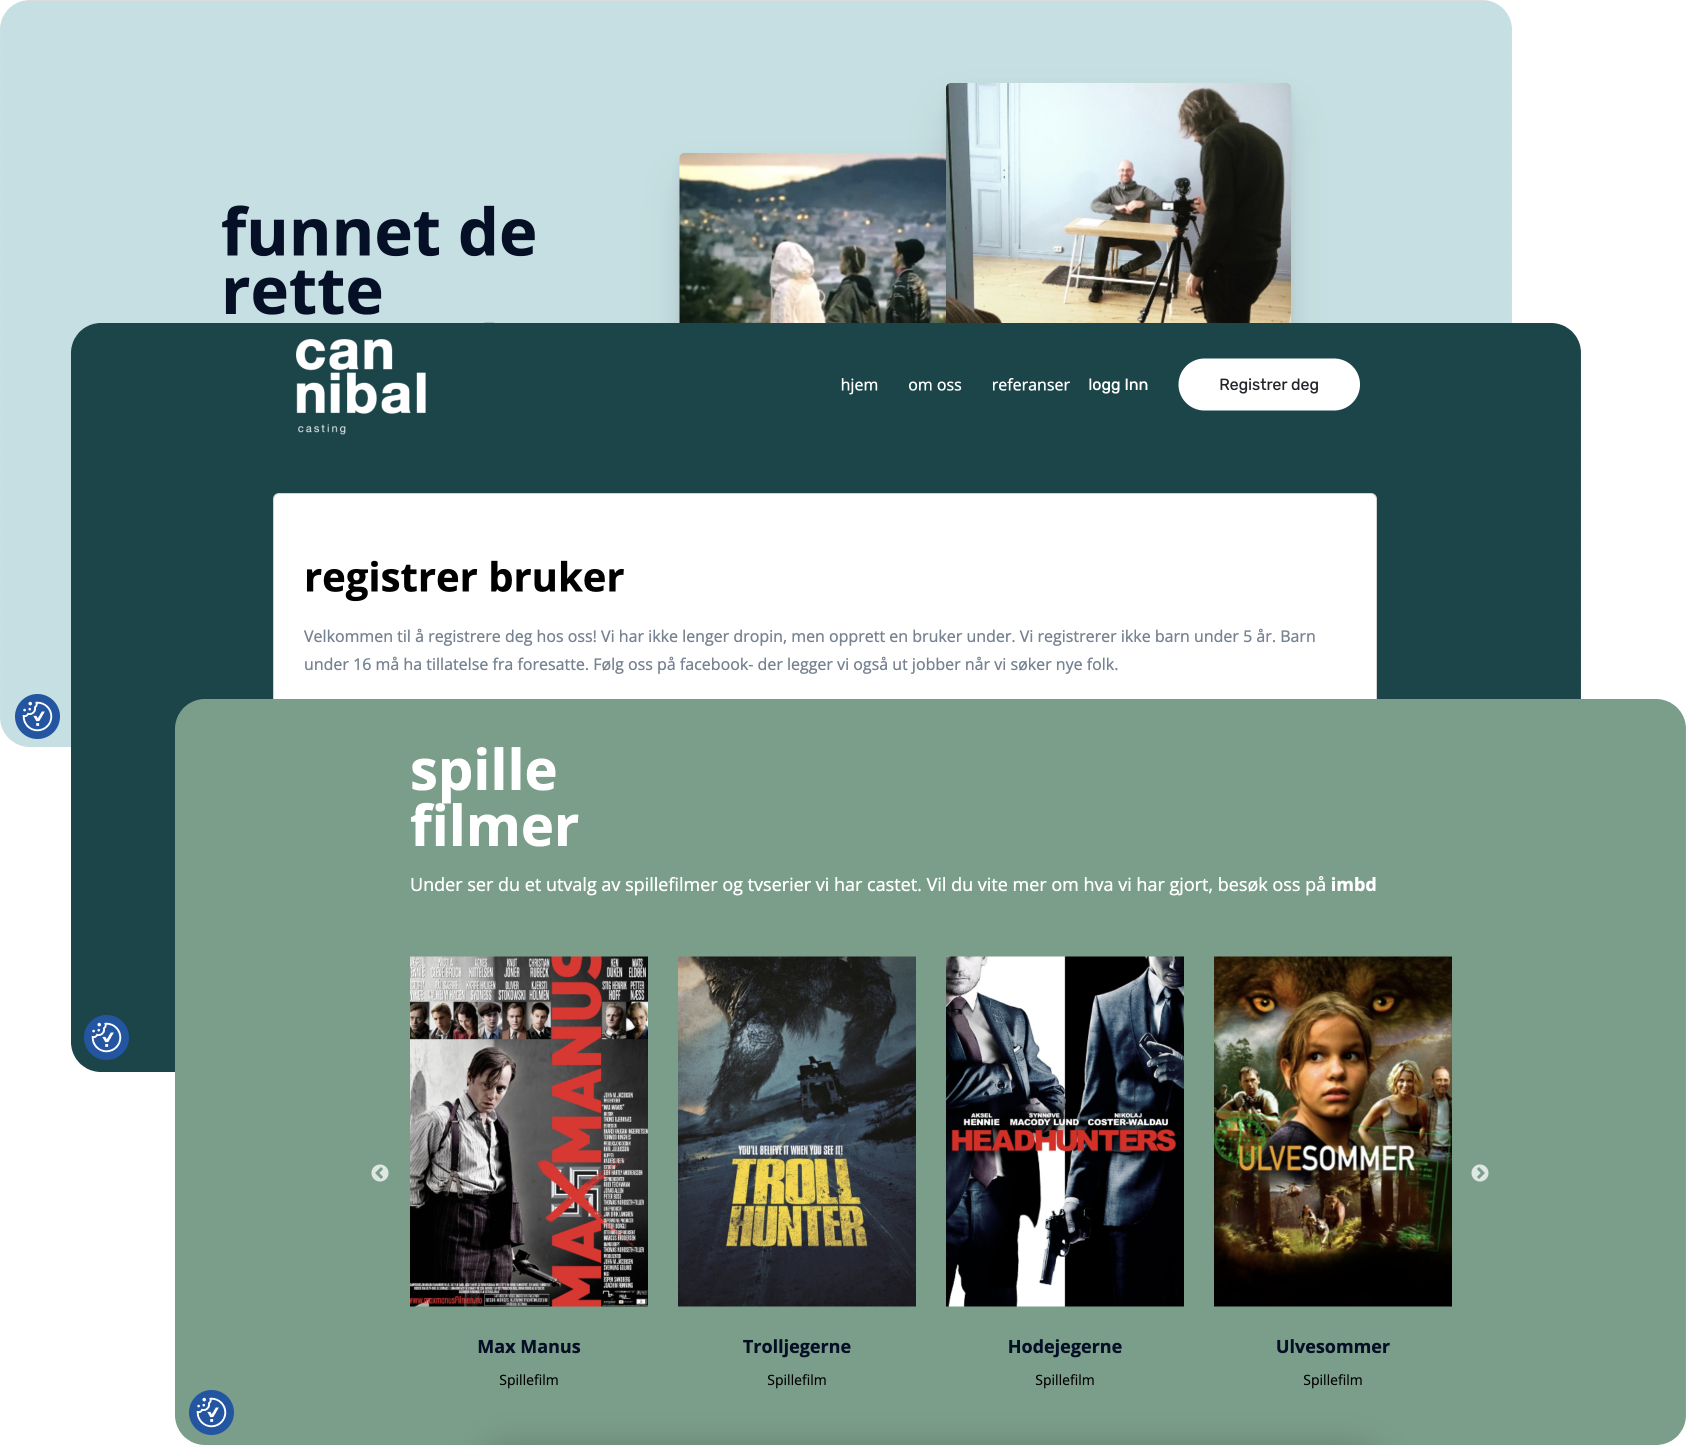 funnet de
rette
can
nibal
casting
hjem om oss referanser logg Inn Registrer deg
registrer bruker
Velkommen til å registrere deg hos oss! Vi har ikke lenger dropin, men opprett en bruker under. Vi registrerer ikke barn under 5 år. Barn
under 16 må ha tillatelse fra foresatte. Følg oss på facebook- der legger vi også ut jobber når vi søker nye folk.
spille
filmer
Under ser du et utvalg av spillefilmer og tvserier vi har castet. Vil du vite mer om hva vi har gjort, besøk oss på imbd
MAX MANUS
YOU'LL BELIEVE IT WHEN YOU SEE IT!
TROLL
HUNTER
AKSEL HENNIE
SYNNØVE MACODY LUND
NIKOLAJ COSTER-WALDAU
HEADHUNTERS
ULVESOMMER
Max Manus
Spillefilm
Trolljegerne
Spillefilm
Hodejegerne
Spillefilm
Ulvesommer
Spillefilm